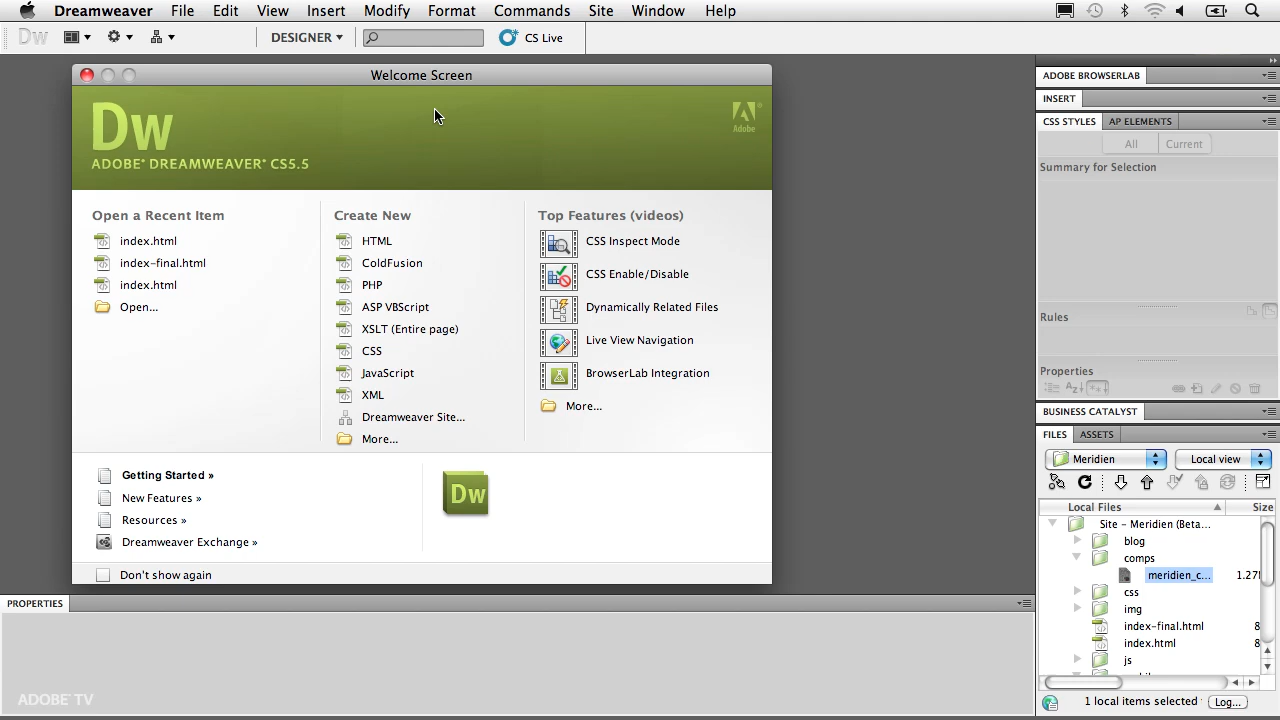 Dreamweaver File Edit View Insert Modify Format Commands Site Window Help
Dw DESIGNER CS Live
Welcome Screen
Dw
ADOBE® DREAMWEAVER® CS5.5
Adobe
Open a Recent Item
index.html
index-final.html
index.html
Open...
Create New
HTML
ColdFusion
PHP
ASP VBScript
XSLT (Entire page)
CSS
JavaScript
XML
Dreamweaver Site...
More...
Top Features (videos)
CSS Inspect Mode
CSS Enable/Disable
Dynamically Related Files
Live View Navigation
BrowserLab Integration
More...
Getting Started »
New Features »
Resources »
Dreamweaver Exchange »
Dw
Don't show again
PROPERTIES
ADOBE TV
ADOBE BROWSERLAB
INSERT
CSS STYLES AP ELEMENTS
All Current
Summary for Selection
Rules
Properties
BUSINESS CATALYST
FILES ASSETS
Meridien Local view
Local Files Size
Site - Meridien (Beta...
blog
comps
meridien_c... 1.27
css
img
index-final.html 8
index.html 8
js
1 local items selected Log...